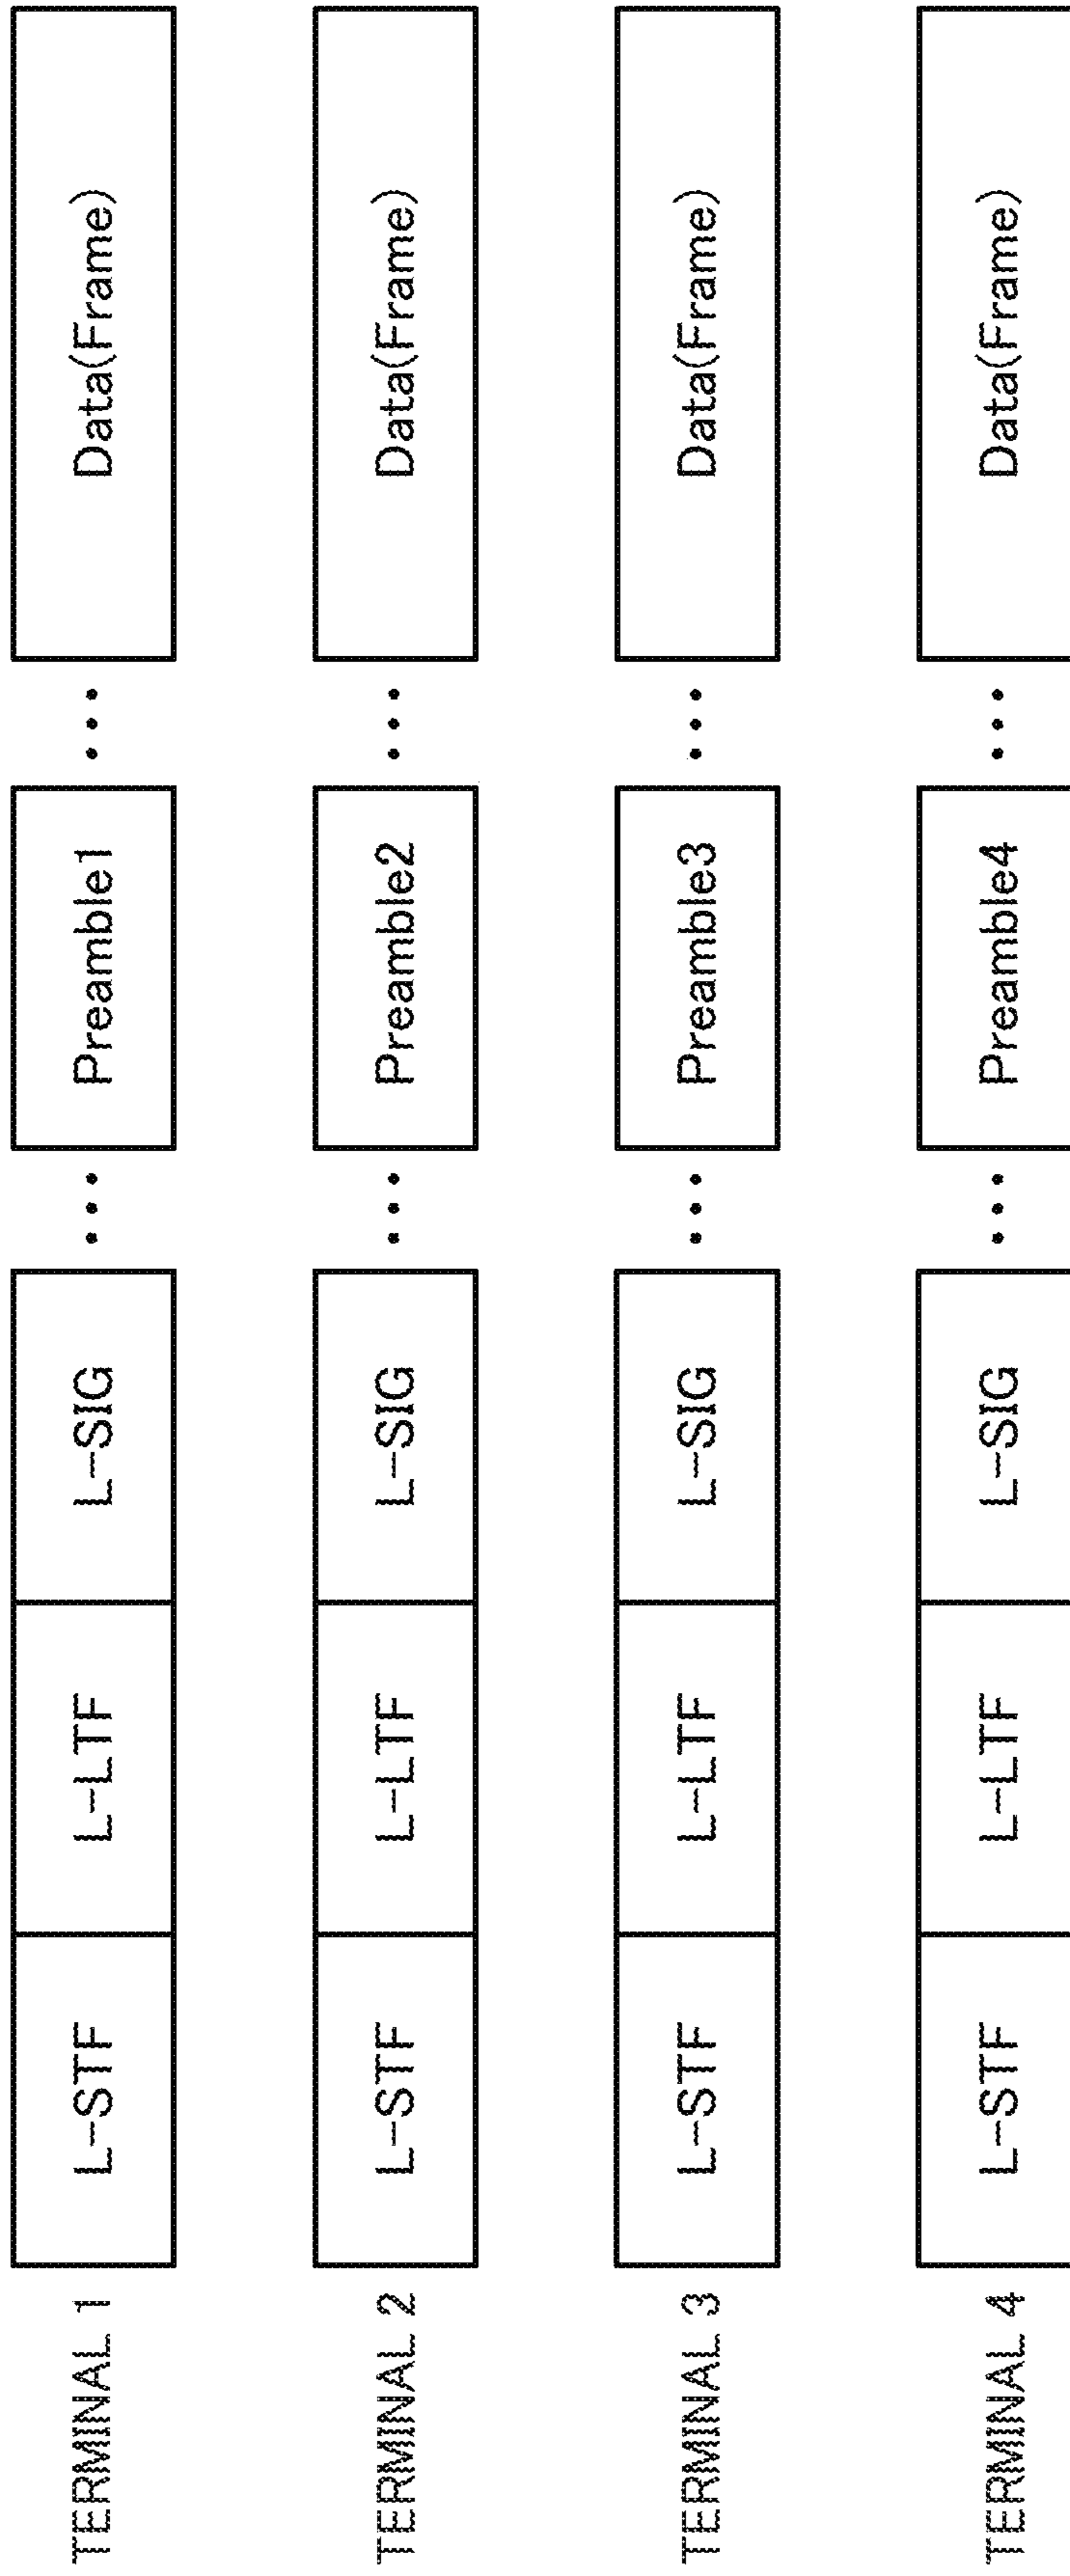 TERMINAL 1 L-STF L-LTF L-SIG ... Preamble1 ... Data(Frame)
TERMINAL 2 L-STF L-LTF L-SIG ... Preamble2 ... Data(Frame)
TERMINAL 3 L-STF L-LTF L-SIG ... Preamble3 ... Data(Frame)
TERMINAL 4 L-STF L-LTF L-SIG ... Preamble4 ... Data(Frame)